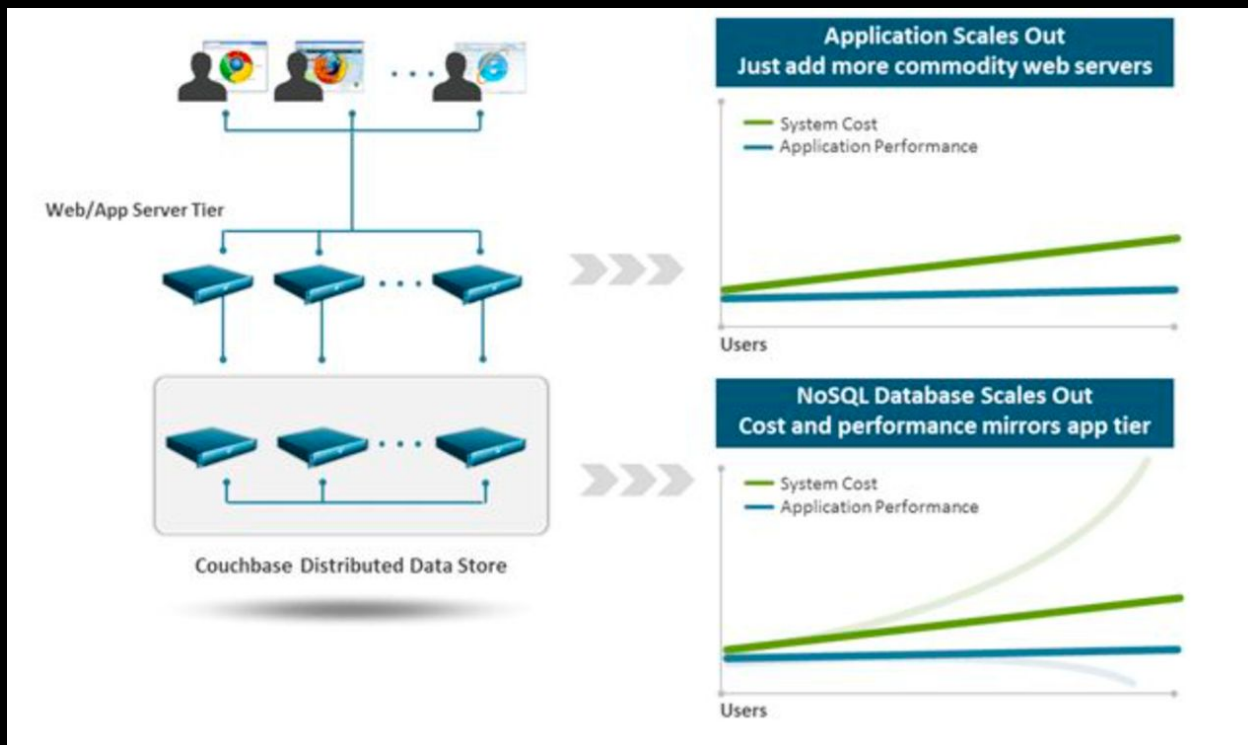 Application Scales Out
Just add more commodity web servers
System Cost
Application Performance
Web/App Server Tier
Users
NoSQL Database Scales Out
Cost and performance mirrors app tier
System Cost
Application Performance
Couchbase Distributed Data Store
Users